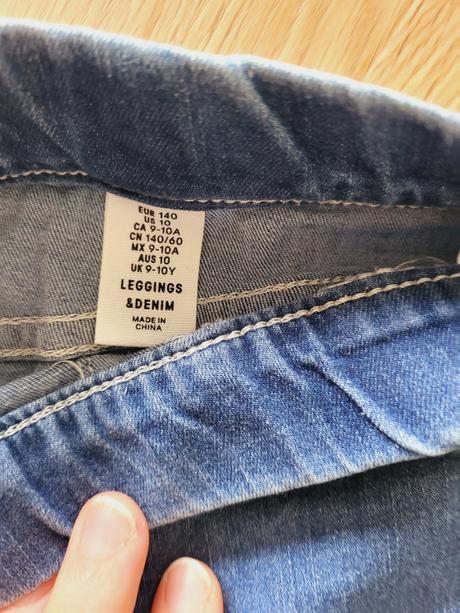 EUR 140
US 10
CA 9-10A
CN 140/60
MX 9-10A
AUS 10
UK 9-10Y
LEGGINGS
&DENIM
MADE IN
CHINA